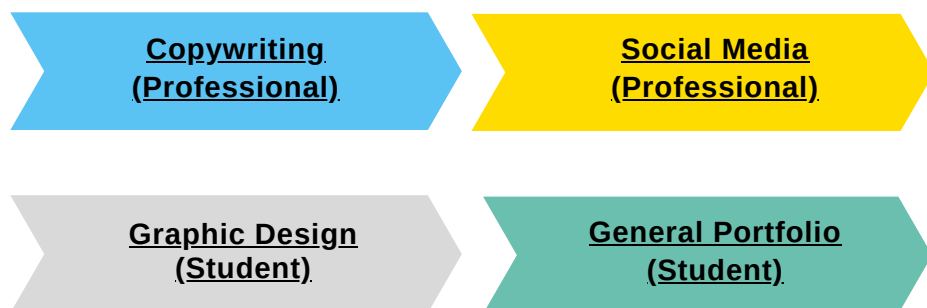 Copywriting
(Professional)
Social Media
(Professional)
Graphic Design
(Student)
General Portfolio
(Student)